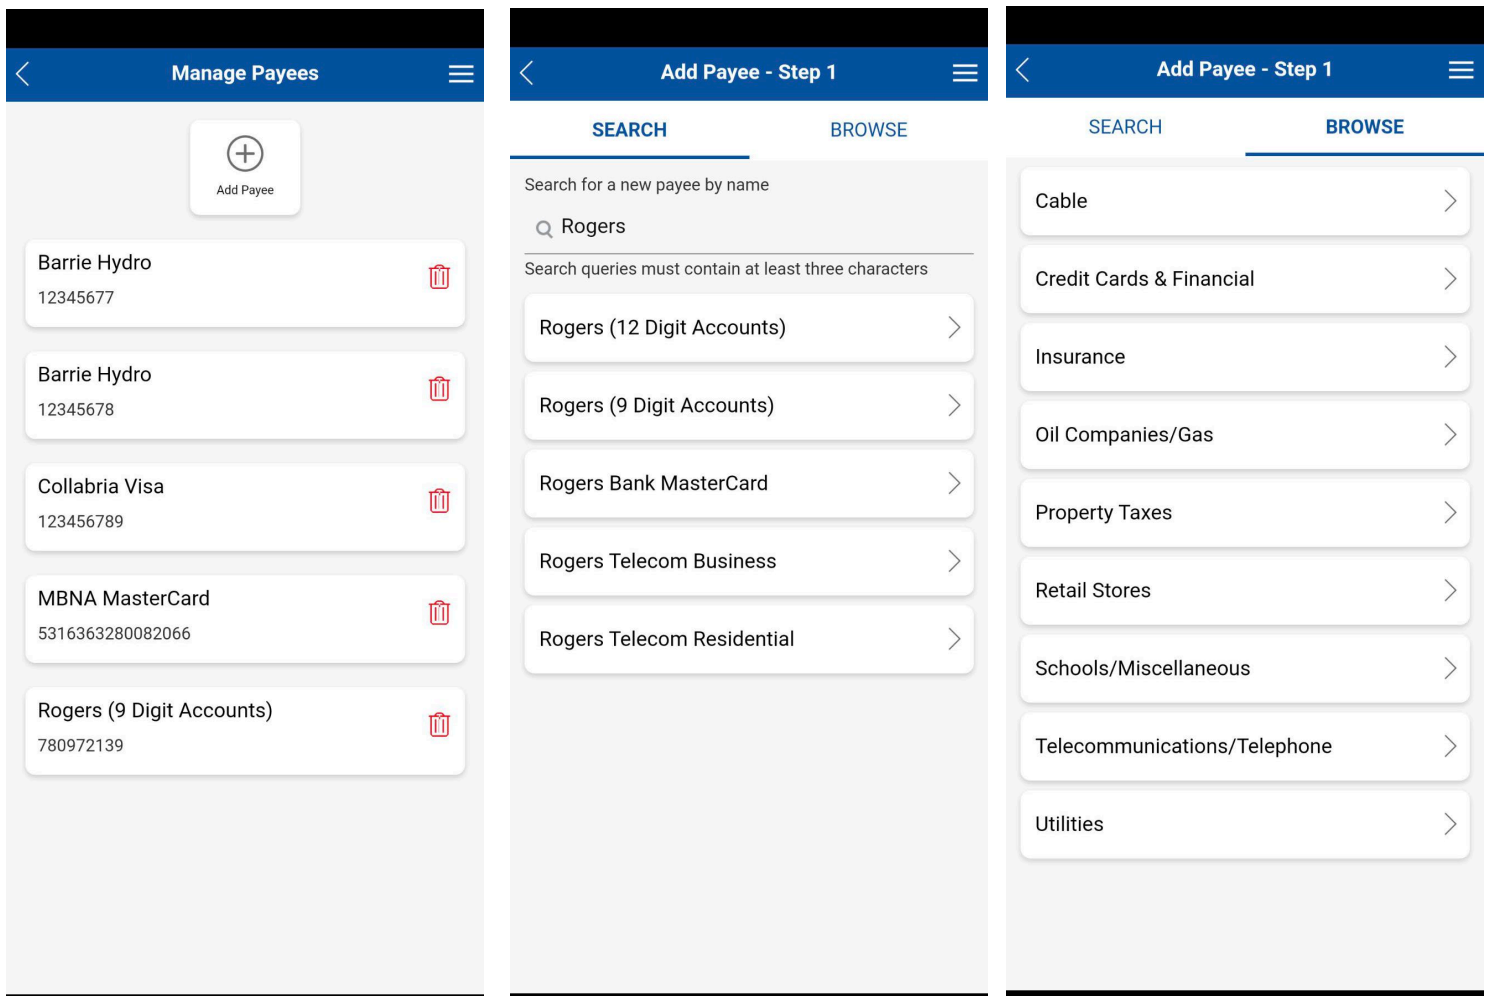 Manage Payees
Add Payee
Barrie Hydro
12345677
Barrie Hydro
12345678
Collabria Visa
123456789
MBNA MasterCard
5316363280082066
Rogers (9 Digit Accounts)
780972139
Add Payee - Step 1
SEARCH BROWSE
Search for a new payee by name
Rogers
Search queries must contain at least three characters
Rogers (12 Digit Accounts)
Rogers (9 Digit Accounts)
Rogers Bank MasterCard
Rogers Telecom Business
Rogers Telecom Residential
Add Payee - Step 1
SEARCH BROWSE
Cable
Credit Cards & Financial
Insurance
Oil Companies/Gas
Property Taxes
Retail Stores
Schools/Miscellaneous
Telecommunications/Telephone
Utilities